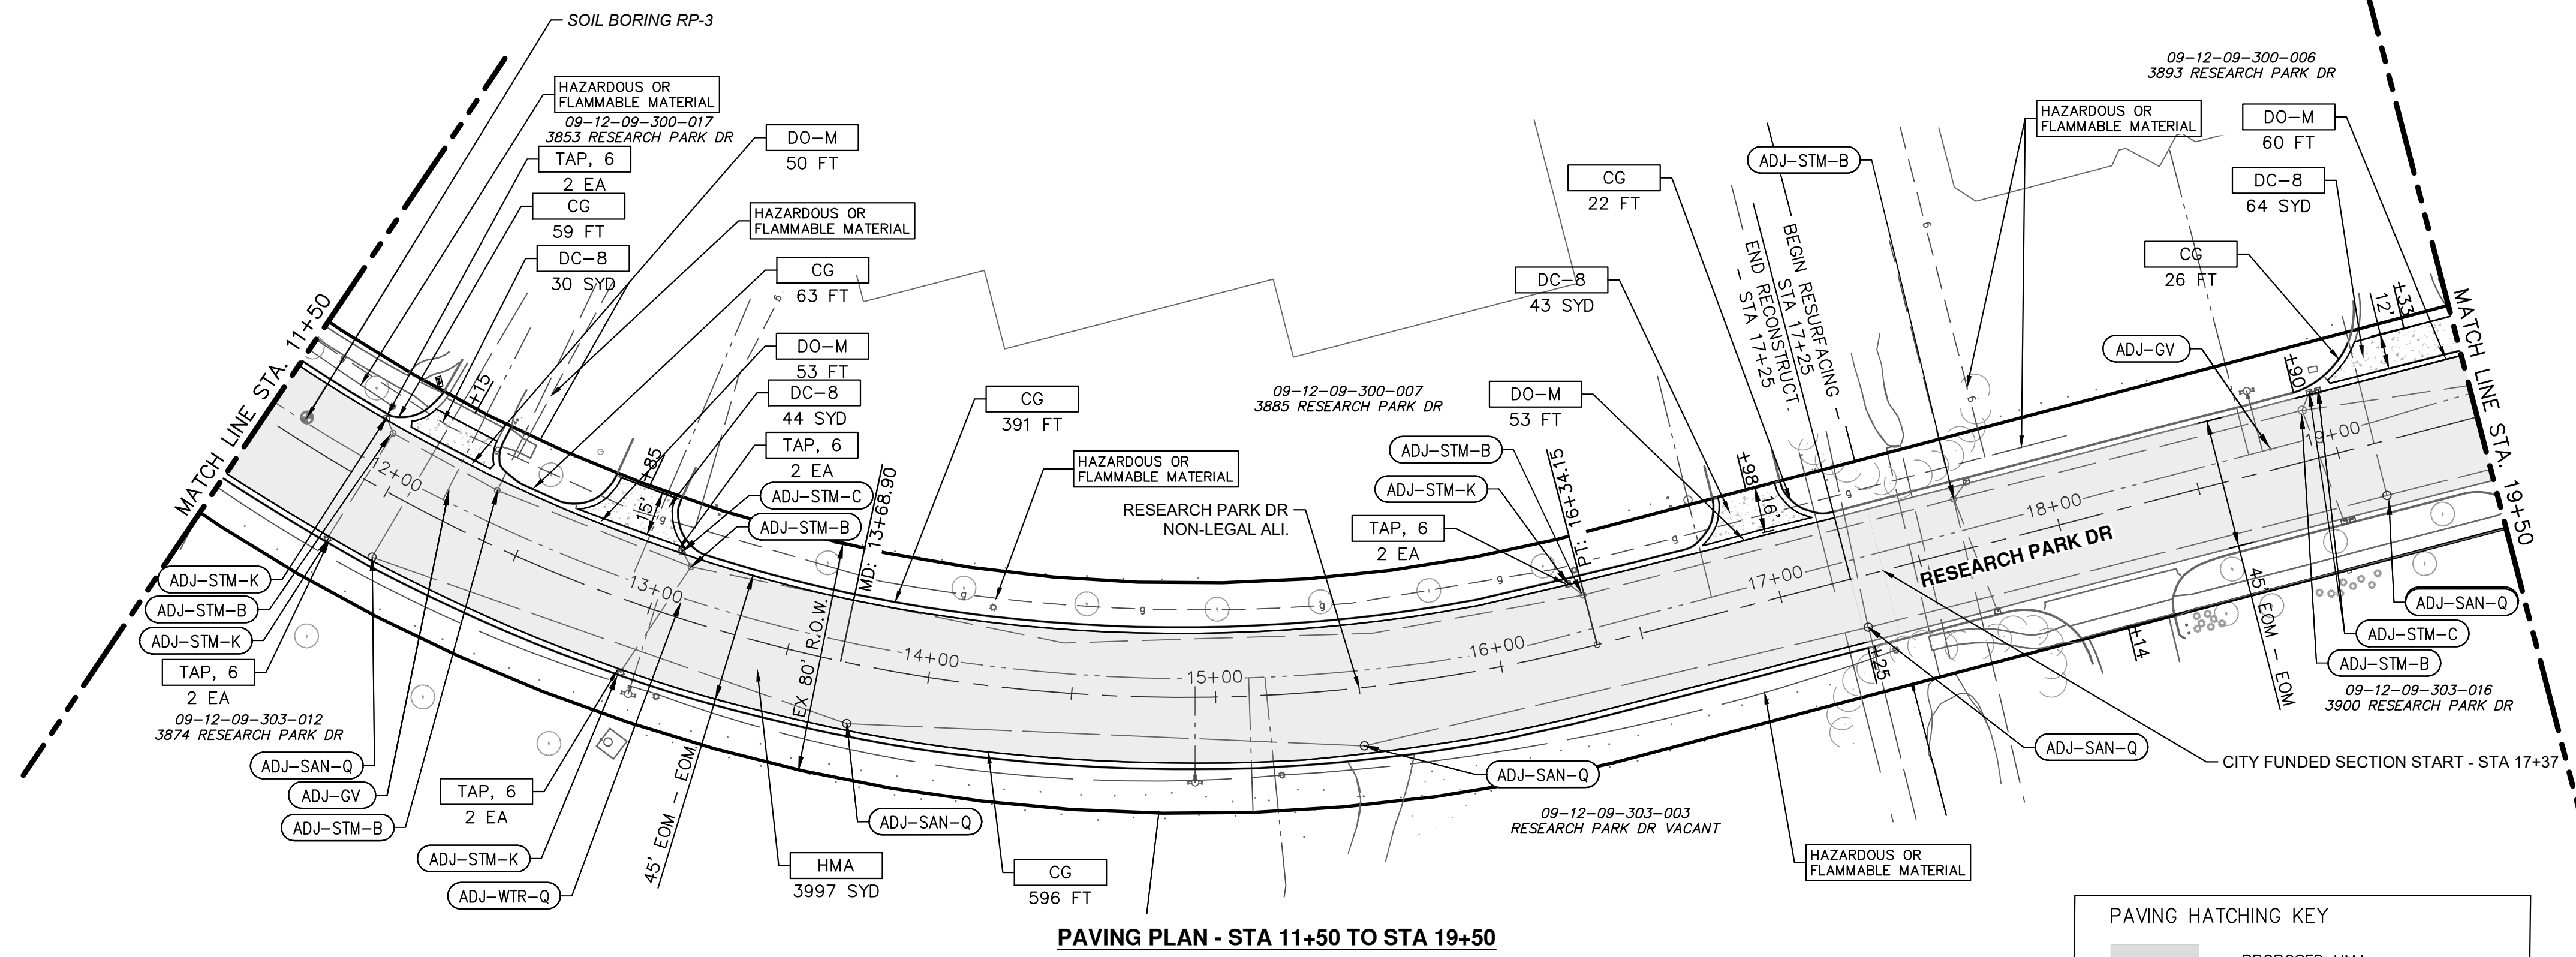 SOIL BORING RP-3
HAZARDOUS OR
FLAMMABLE MATERIAL
09-12-09-300-017
3853 RESEARCH PARK DR
TAP, 6
2 EA
CG
59 FT
DC-8
30 SYD
DO-M
50 FT
HAZARDOUS OR
FLAMMABLE MATERIAL
CG
63 FT
DO-M
53 FT
DC-8
44 SYD
TAP, 6
2 EA
ADJ-STM-C
ADJ-STM-B
MATCH LINE STA. 11+50
+15
+85
15'
12+00
13+00
14+00
15+00
16+00
17+00
18+00
19+00
MD: 13+68.90
EX 80' R.O.W.
CG
391 FT
HAZARDOUS OR
FLAMMABLE MATERIAL
RESEARCH PARK DR
NON-LEGAL ALI.
09-12-09-300-007
3885 RESEARCH PARK DR
ADJ-STM-B
ADJ-STM-K
TAP, 6
2 EA
PT: 16+34.15
CG
22 FT
DC-8
43 SYD
DO-M
53 FT
+98
16'
END RECONSTRUCT
- STA 17+25
BEGIN RESURFACING -
STA 17+25
ADJ-STM-B
HAZARDOUS OR
FLAMMABLE MATERIAL
09-12-09-300-006
3893 RESEARCH PARK DR
DO-M
60 FT
DC-8
64 SYD
CG
26 FT
ADJ-GV
+90
12'
+33
MATCH LINE STA. 19+50
RESEARCH PARK DR
45' EOM - EOM
+14
+25
ADJ-SAN-Q
ADJ-STM-C
ADJ-STM-B
09-12-09-303-016
3900 RESEARCH PARK DR
ADJ-SAN-Q
CITY FUNDED SECTION START - STA 17+37
ADJ-STM-K
ADJ-STM-B
ADJ-STM-K
TAP, 6
2 EA
09-12-09-303-012
3874 RESEARCH PARK DR
ADJ-SAN-Q
ADJ-GV
ADJ-STM-B
TAP, 6
2 EA
ADJ-STM-K
ADJ-WTR-Q
45' EOM - EOM
HMA
3997 SYD
ADJ-SAN-Q
CG
596 FT
ADJ-SAN-Q
09-12-09-303-003
RESEARCH PARK DR VACANT
HAZARDOUS OR
FLAMMABLE MATERIAL
g
g
g
g
g
g
g
g
g
g
g
PAVING PLAN - STA 11+50 TO STA 19+50
PAVING HATCHING KEY